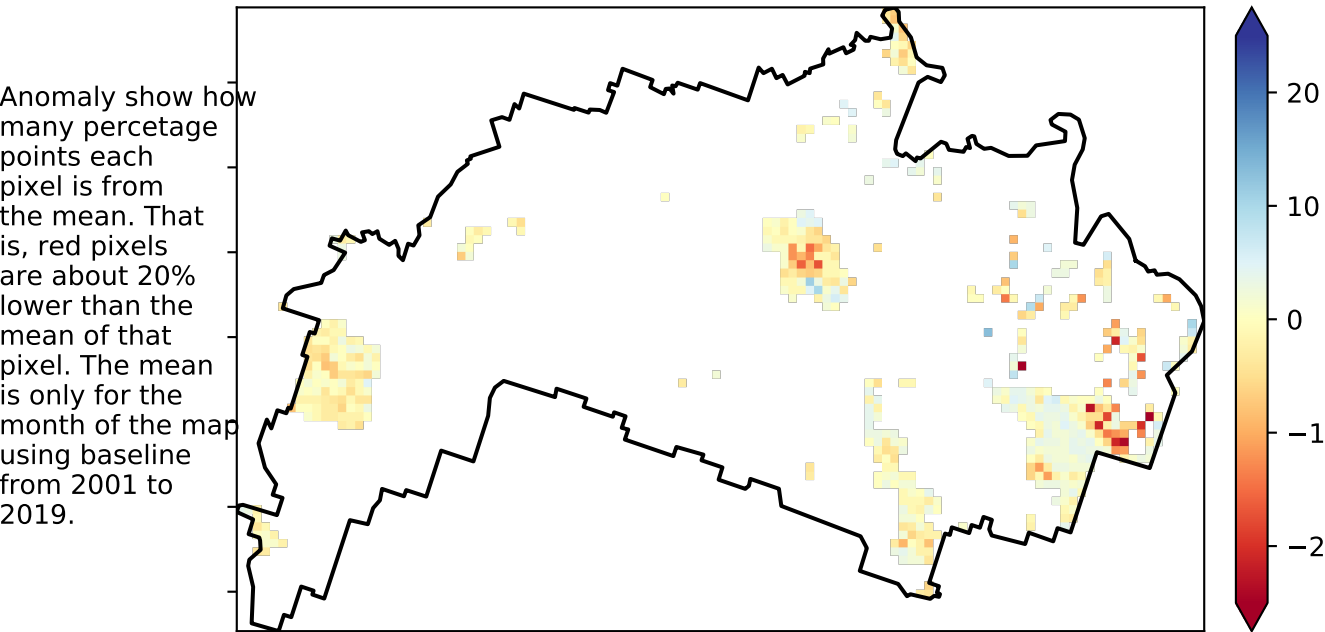 Anomaly show how
many percetage
points each
pixel is from
the mean. That
is, red pixels
are about 20%
lower than the
mean of that
pixel. The mean
is only for the
month of the map
using baseline
from 2001 to
2019.
20
10
0
−1
−2